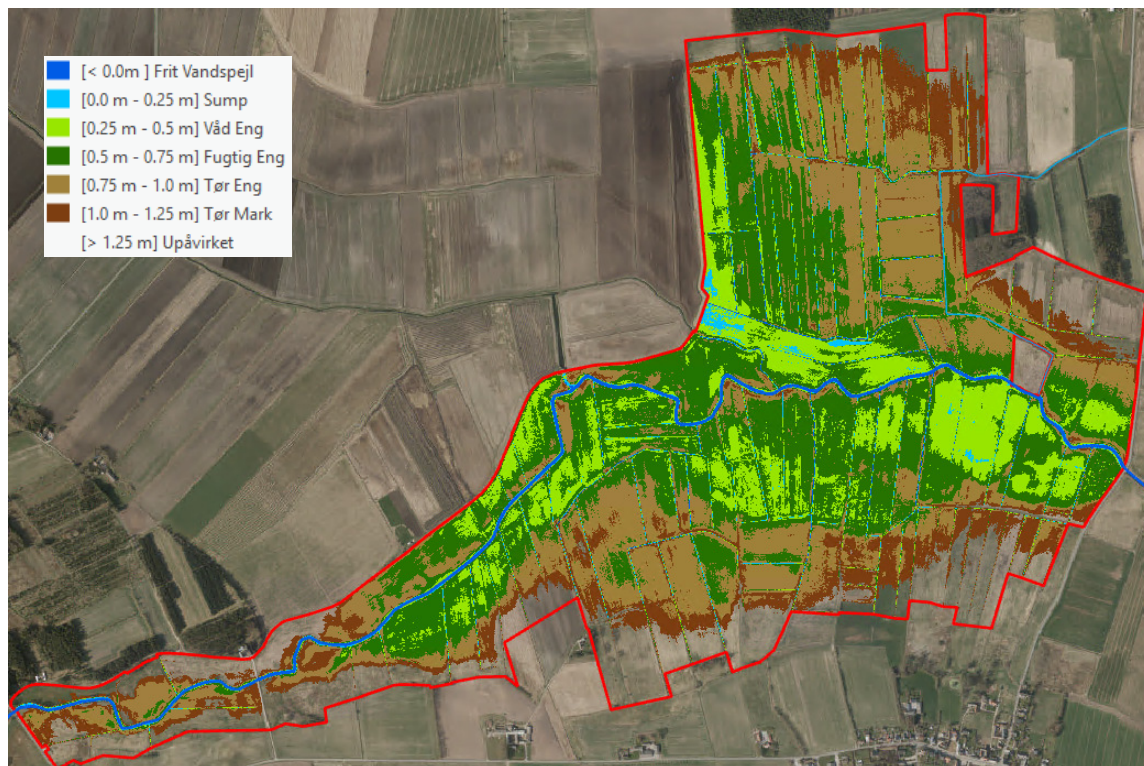 [< 0.0m ] Frit Vandspejl
[0.0 m - 0.25 m] Sump
[0.25 m - 0.5 m] Våd Eng
[0.5 m - 0.75 m] Fugtig Eng
[0.75 m - 1.0 m] Tør Eng
[1.0 m - 1.25 m] Tør Mark
[> 1.25 m] Upåvirket